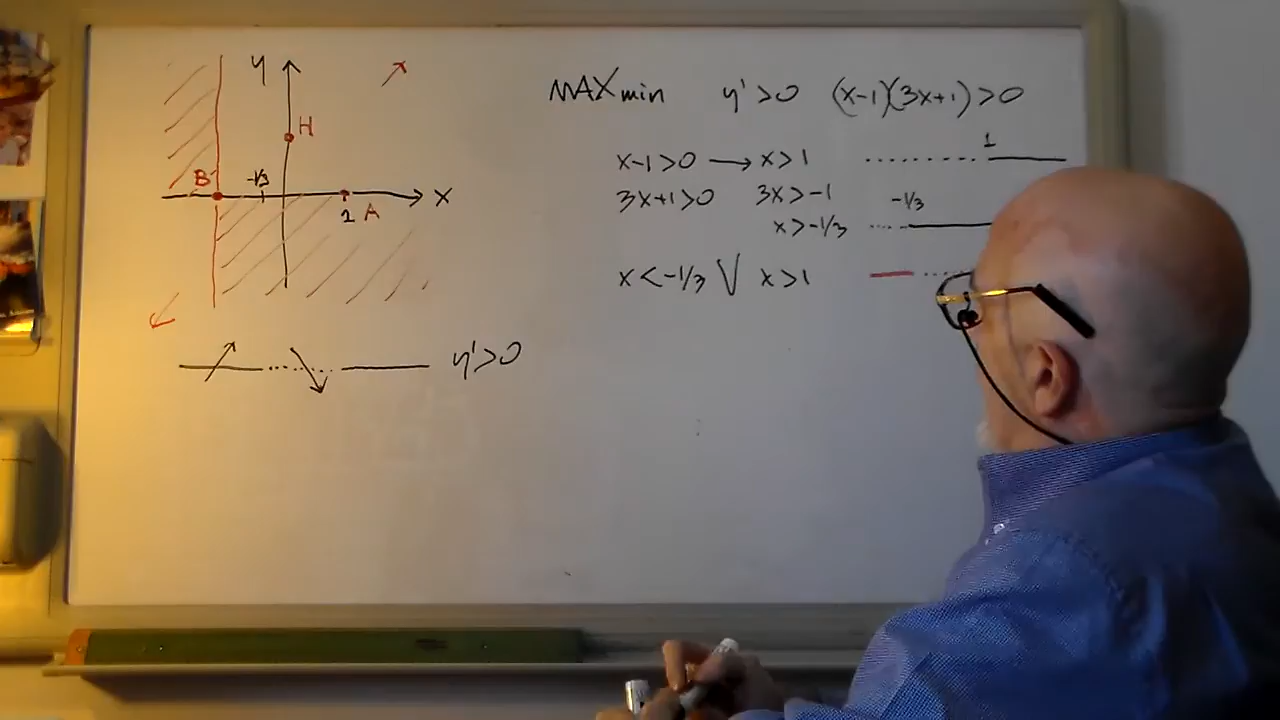 y
H
B
-1/3
x
1 A
y'>0
MAX min y'>0 (x-1)(3x+1)>0
x-1>0 → x>1 1
3x+1>0 3x>-1 -1/3
x>-1/3
x<-1/3 ∨ x>1